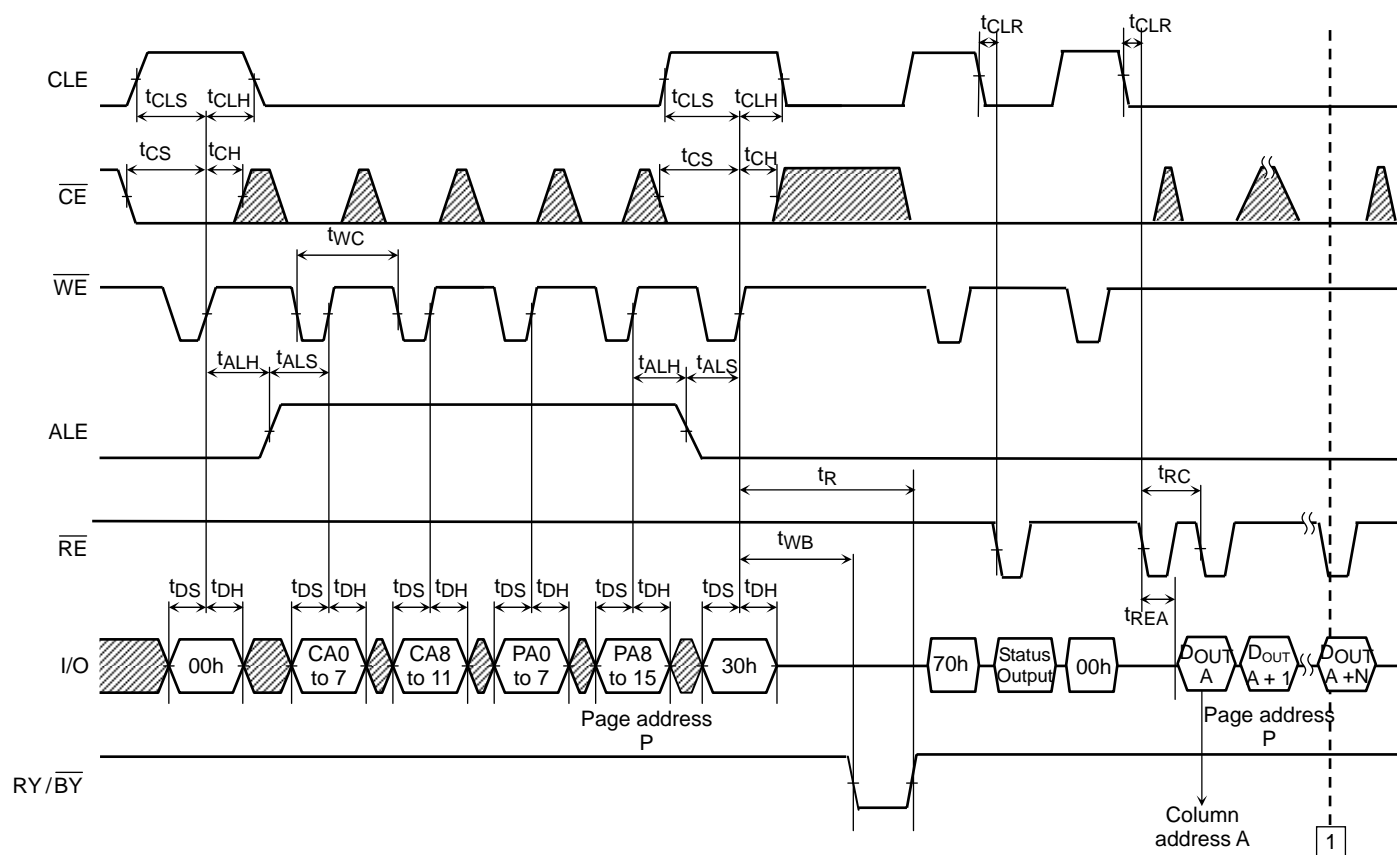 tCLR tCLR
CLE
tCLS tCLH tCLS tCLH
tCS tCH tCS tCH
CE
tWC
WE
tALH tALS tALH tALS
ALE
tR tRC
RE
tWB
tDS tDH tDS tDH tDS tDH tDS tDH tDS tDH tDS tDH
tREA
I/O
00h
CA0 to 7
CA8 to 11
PA0 to 7
PA8 to 15
30h
70h
Status Output
00h
DOUT A
DOUT A + 1
DOUT A +N
Page address P
Page address P
RY/BY
Column address A
1